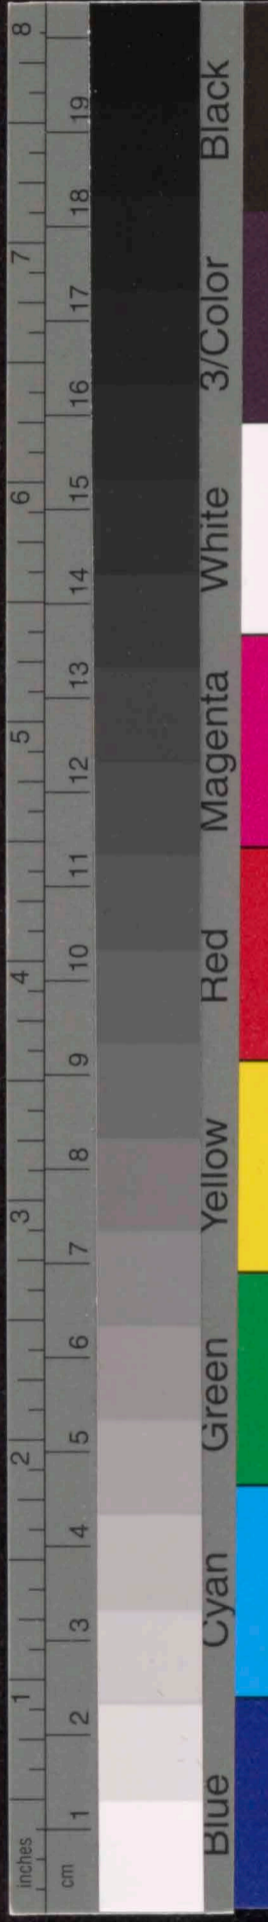 inches 1 2 3 4 5 6 7 8
cm 1 2 3 4 5 6 7 8 9 10 11 12 13 14 15 16 17 18 19
Blue Cyan Green Yellow Red Magenta White 3/Color Black